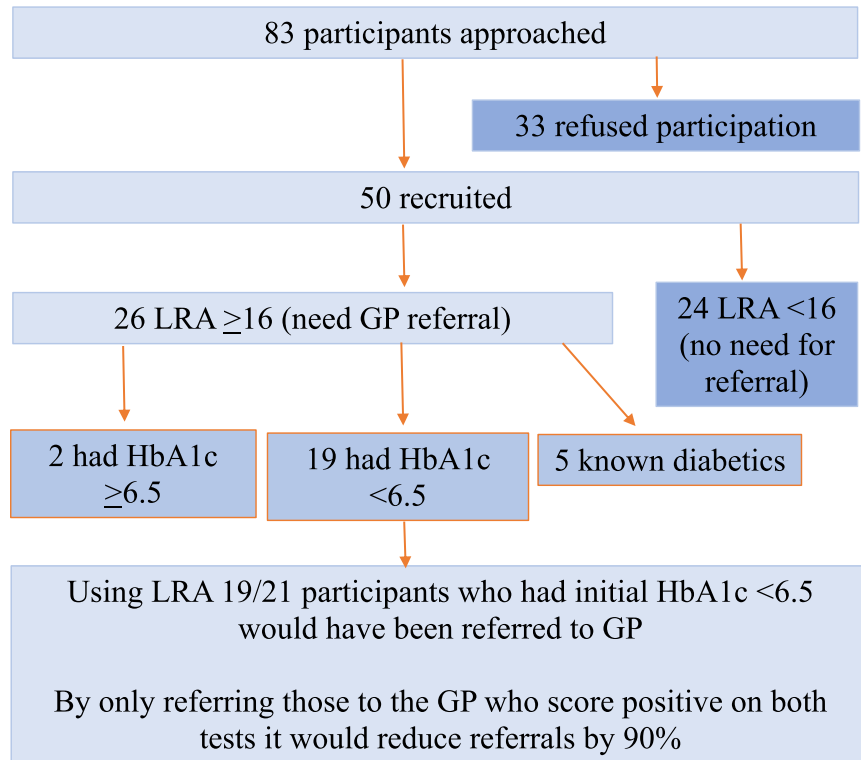 83 participants approached
33 refused participation
50 recruited
26 LRA ≥16 (need GP referral)
24 LRA <16
(no need for
referral)
2 had HbA1c
≥6.5
19 had HbA1c
<6.5
5 known diabetics
Using LRA 19/21 participants who had initial HbA1c <6.5
would have been referred to GP
By only referring those to the GP who score positive on both
tests it would reduce referrals by 90%